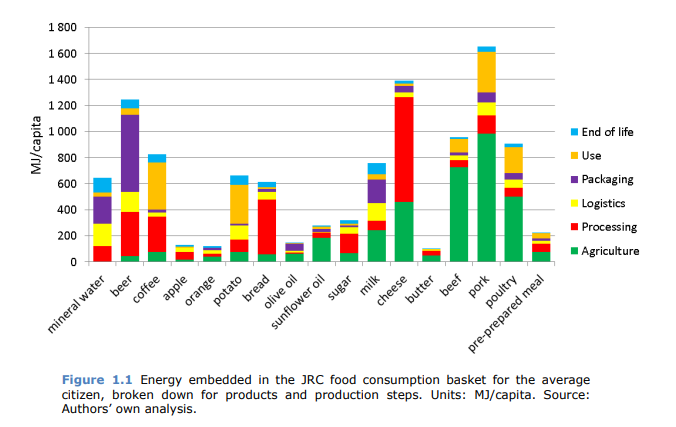 1 800
1 600
1 400
1 200
1 000
800
600
400
200
0
MJ/capita
mineral water
beer
coffee
apple
orange
potato
bread
olive oil
sunflower oil
sugar
milk
cheese
butter
beef
pork
poultry
pre-prepared meal
End of life
Use
Packaging
Logistics
Processing
Agriculture
Figure 1.1 Energy embedded in the JRC food consumption basket for the average
citizen, broken down for products and production steps. Units: MJ/capita. Source:
Authors' own analysis.